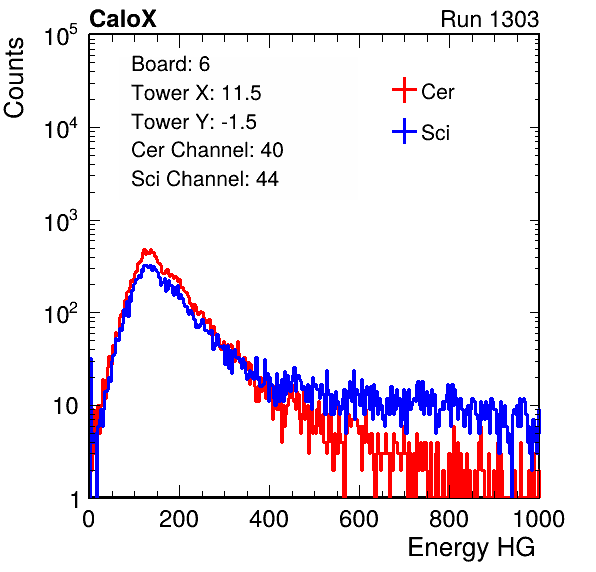 CaloX Run 1303
Counts
Board: 6
Tower X: 11.5
Tower Y: -1.5
Cer Channel: 40
Sci Channel: 44
Cer
Sci
10^5
10^4
10^3
10^2
10
1
0 200 400 600 800 1000
Energy HG